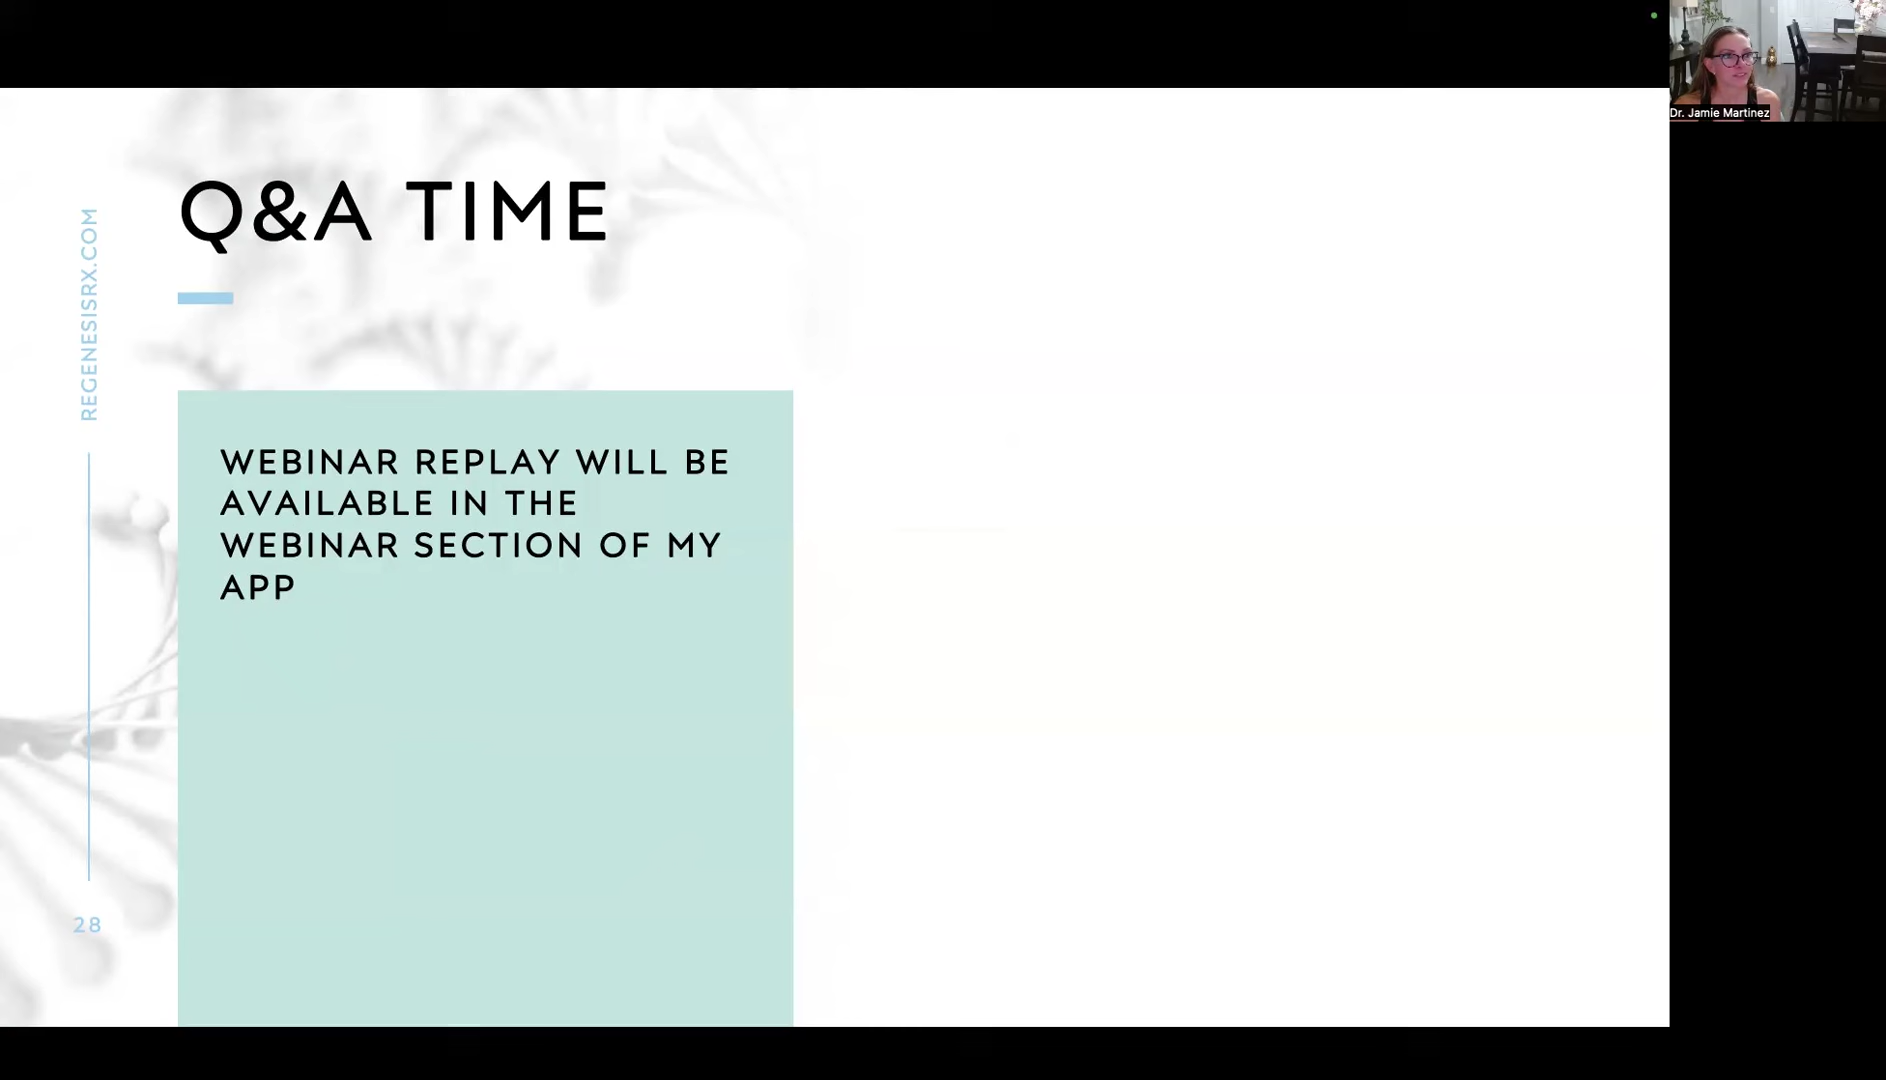 Q&A TIME
REGENESISRX.COM
WEBINAR REPLAY WILL BE
AVAILABLE IN THE
WEBINAR SECTION OF MY
APP
28
Dr. Jamie Martinez